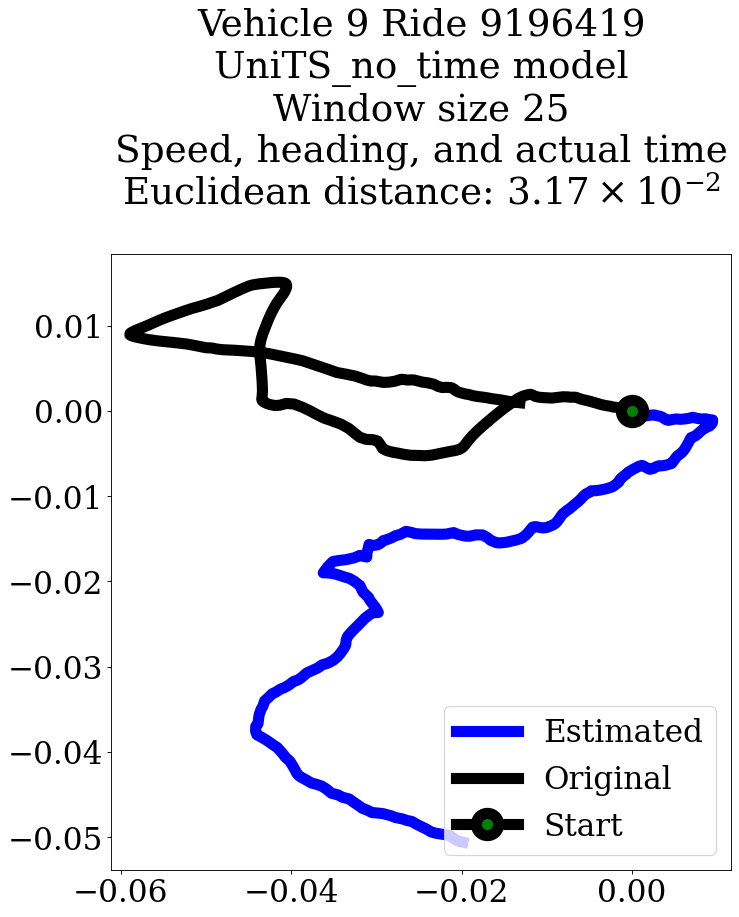 Vehicle 9 Ride 9196419
UniTS_no_time model
Window size 25
Speed, heading, and actual time
Euclidean distance: 3.17 × 10⁻²
0.01
0.00
−0.01
−0.02
−0.03
−0.04
−0.05
−0.06
−0.04
−0.02
0.00
Estimated
Original
Start